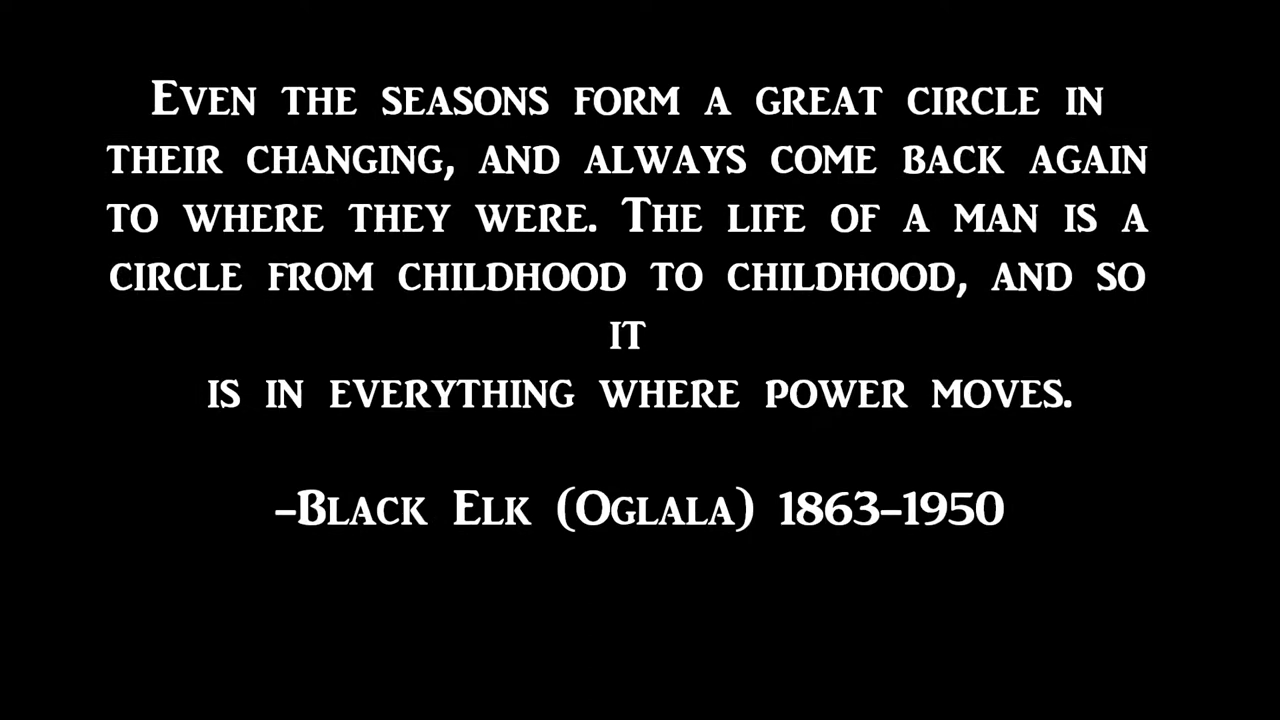 Even the seasons form a great circle in
their changing, and always come back again
to where they were. The life of a man is a
circle from childhood to childhood, and so
it
is in everything where power moves.
-Black Elk (Oglala) 1863-1950